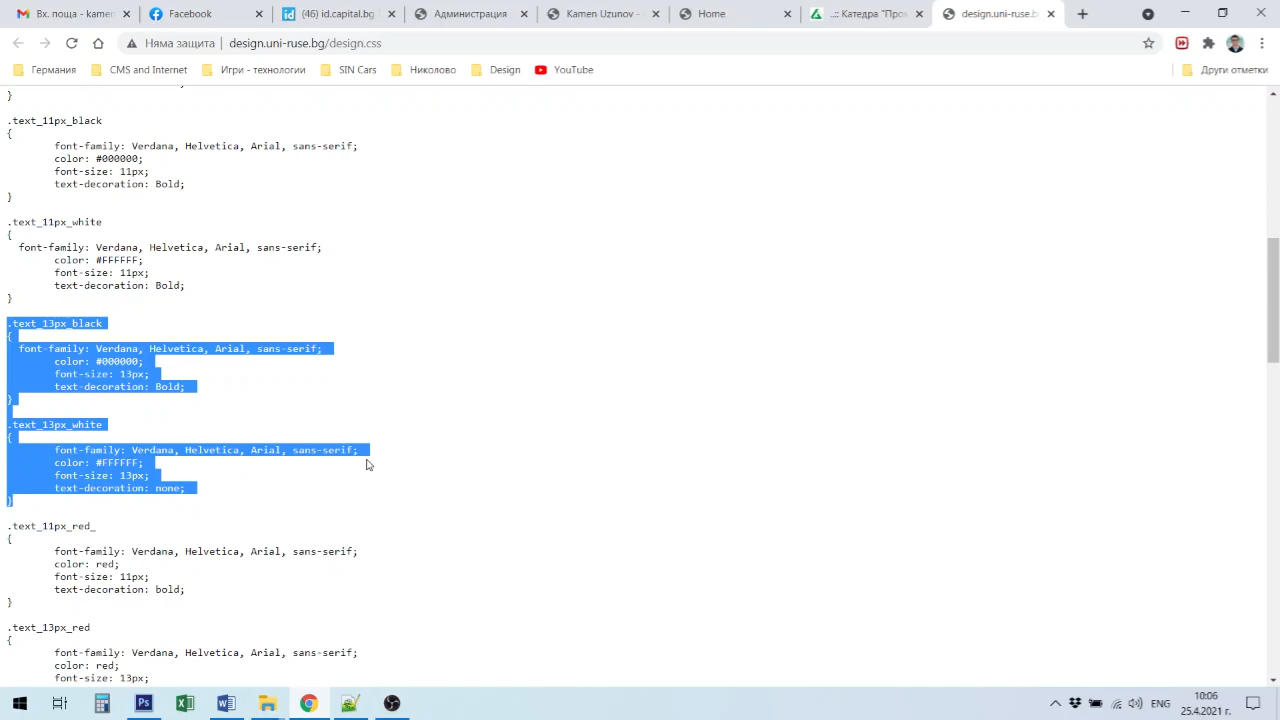 Вх. поща - kamen
Facebook
(46) id.capital.bg
Администрация
Kamen Uzunov -
Home
.:: Катедра "Пром
design.uni-ruse.b
Няма защита | design.uni-ruse.bg/design.css
Германия
CMS and Internet
Игри - технологии
SIN Cars
Николово
Design
YouTube
Други отметки
}
.text_11px_black
{
font-family: Verdana, Helvetica, Arial, sans-serif;
color: #000000;
font-size: 11px;
text-decoration: Bold;
}
.text_11px_white
{
font-family: Verdana, Helvetica, Arial, sans-serif;
color: #FFFFFF;
font-size: 11px;
text-decoration: Bold;
}
.text_13px_black
{
font-family: Verdana, Helvetica, Arial, sans-serif;
color: #000000;
font-size: 13px;
text-decoration: Bold;
}
.text_13px_white
{
font-family: Verdana, Helvetica, Arial, sans-serif;
color: #FFFFFF;
font-size: 13px;
text-decoration: none;
}
.text_11px_red_
{
font-family: Verdana, Helvetica, Arial, sans-serif;
color: red;
font-size: 11px;
text-decoration: bold;
}
.text_13px_red
{
font-family: Verdana, Helvetica, Arial, sans-serif;
color: red;
font-size: 13px;
ENG
10:06
25.4.2021 г.